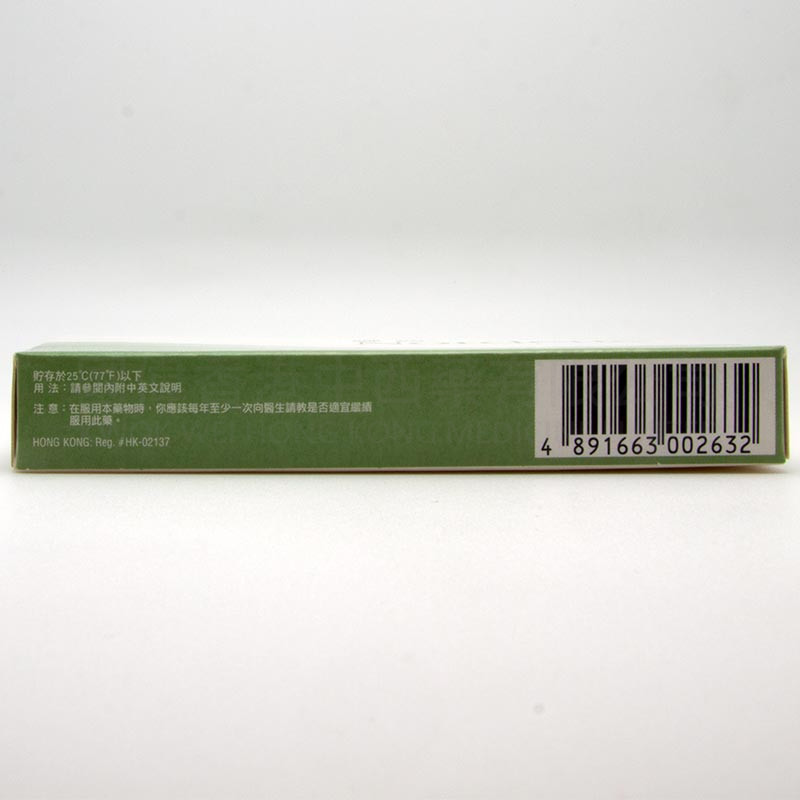 貯存於25℃(77℉)以下
用 法：請參閱內附中英文說明
注 意：在服用本藥物時，你應該每年至少一次向醫生請教是否適宜繼續
服用此藥。
HONG KONG: Reg. #HK-02137
4 891663 002632